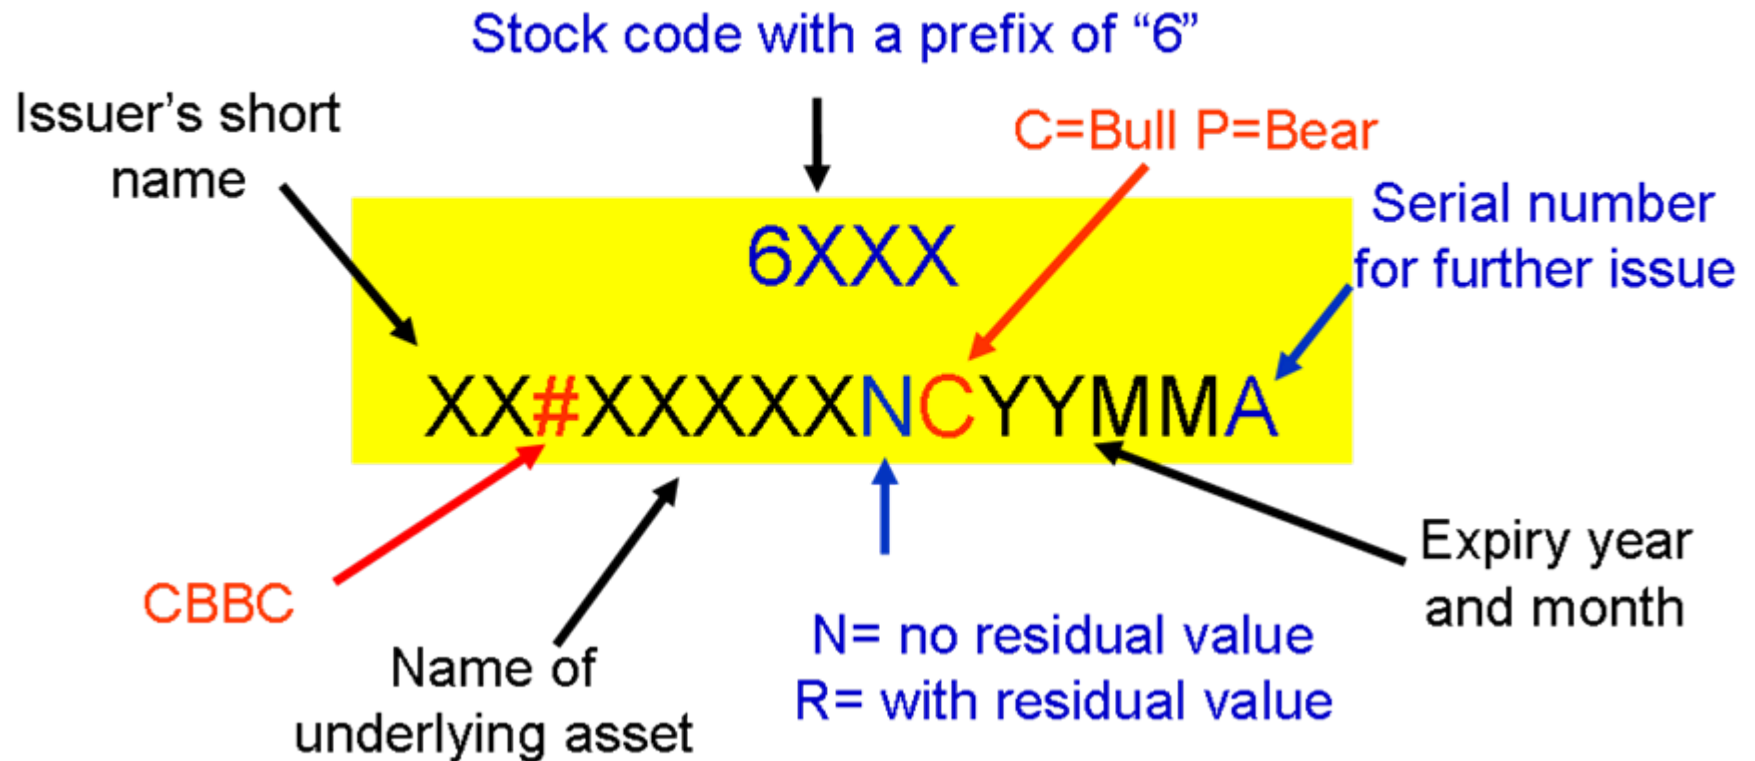 Stock code with a prefix of “6”
Issuer’s short
name
C=Bull P=Bear
Serial number
for further issue
6XXX
XX#XXXXXNCYYMMA
CBBC
Name of
underlying asset
N= no residual value
R= with residual value
Expiry year
and month